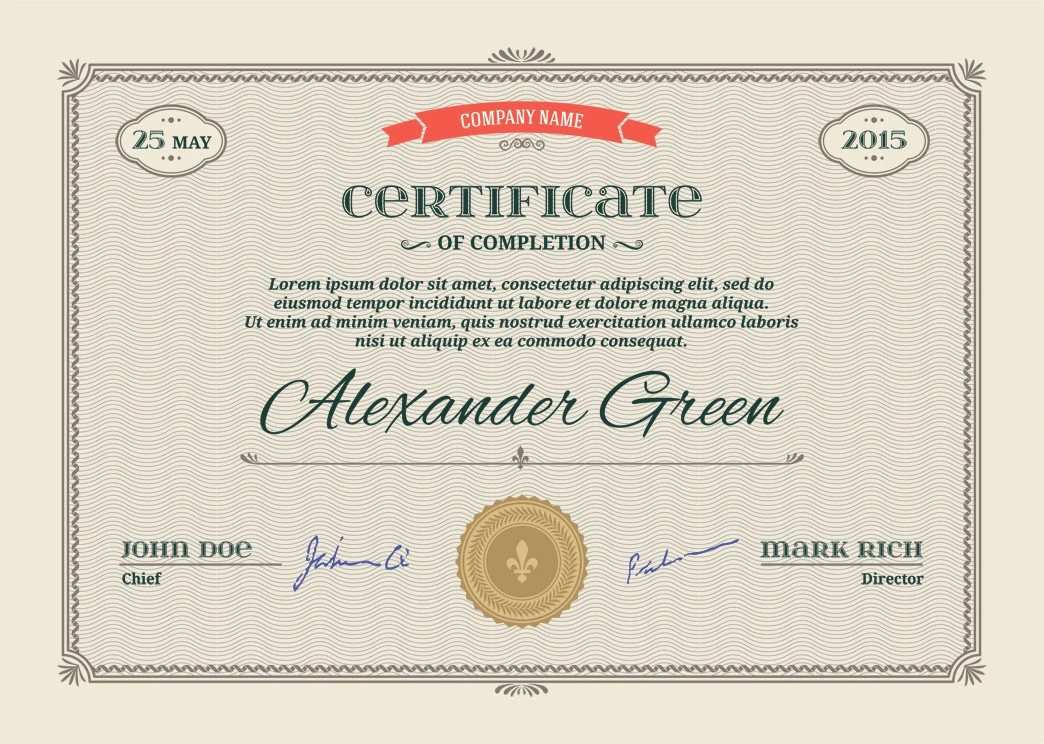 25 MAY
COMPANY NAME
2015
CERTIFICATE
OF COMPLETION
Lorem ipsum dolor sit amet, consectetur adipiscing elit, sed do
eiusmod tempor incididunt ut labore et dolore magna aliqua.
Ut enim ad minim veniam, quis nostrud exercitation ullamco laboris
nisi ut aliquip ex ea commodo consequat.
Alexander Green
JOHN DOE
MARK RICH
Chief
Director